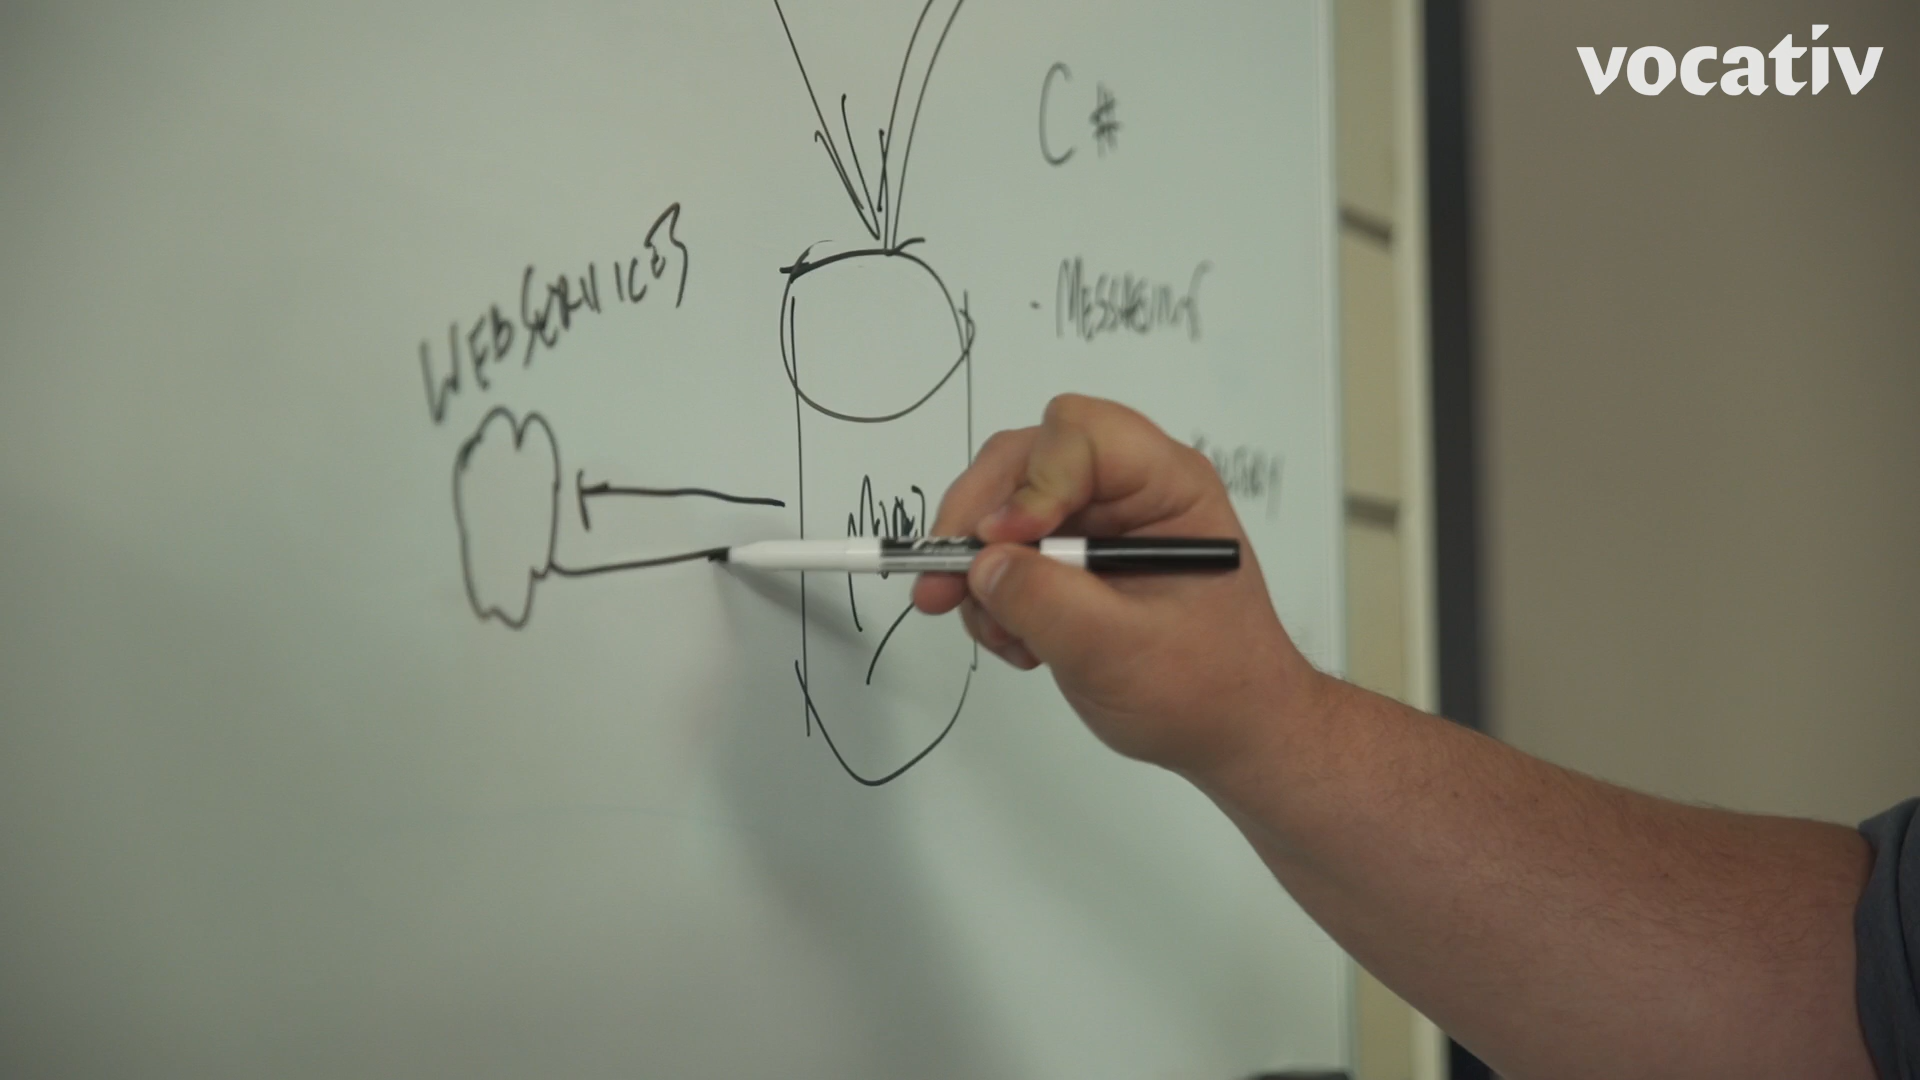 vocativ
C#
WEBSERVICES
- MESSAGING